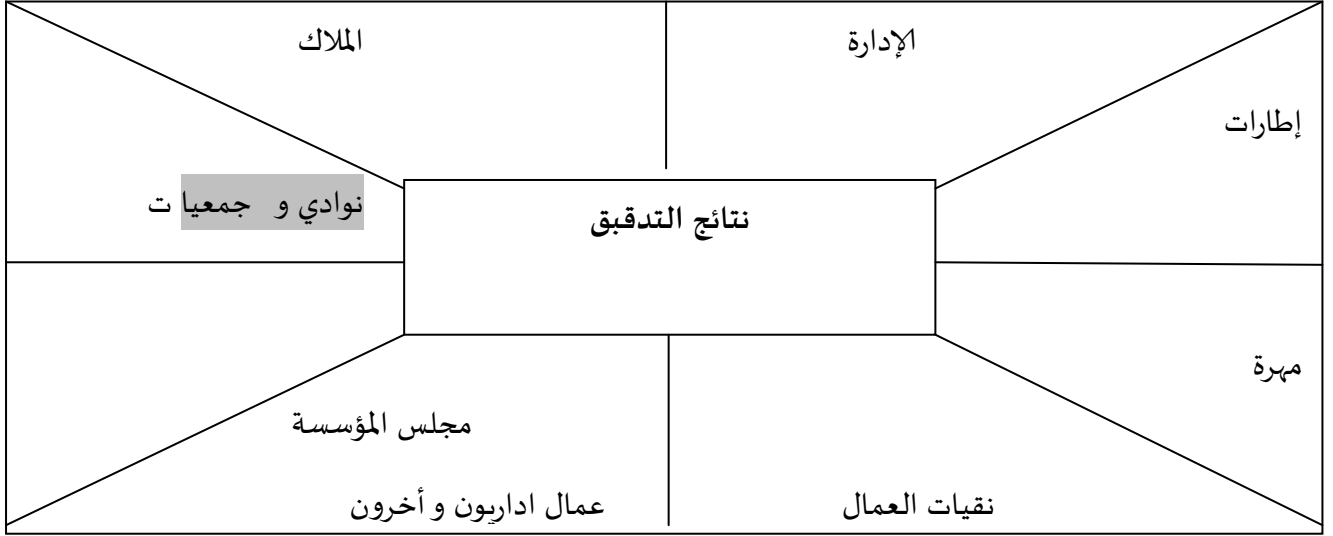 الإدارة
الملاك
إطارات
نوادي و جمعيا ت
نتائج التدقبق
مهرة
مجلس المؤسسة
نقيات العمال
عمال اداريون و أخرون